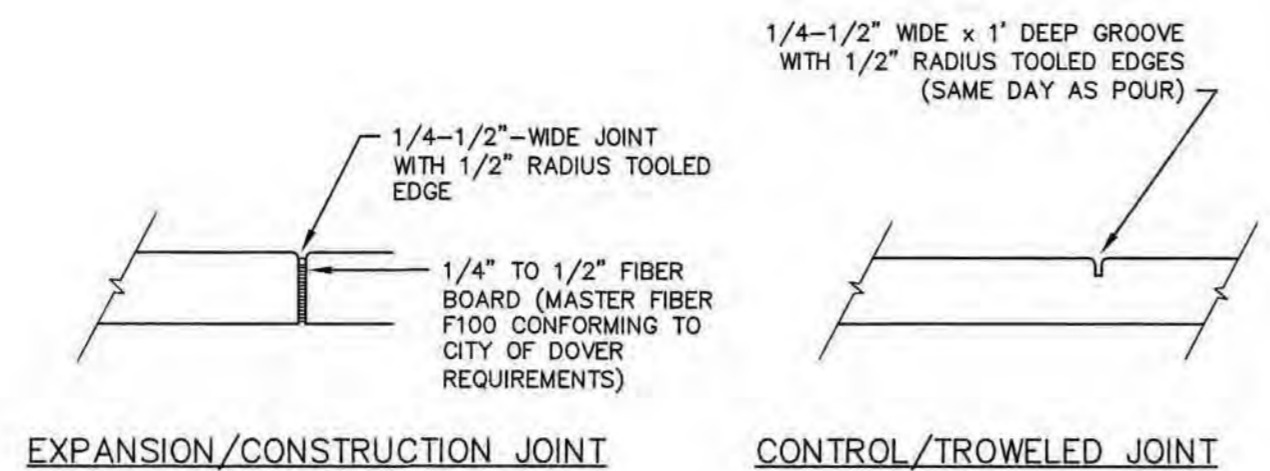 1/4-1/2" WIDE x 1' DEEP GROOVE
WITH 1/2" RADIUS TOOLED EDGES
(SAME DAY AS POUR)
1/4-1/2"-WIDE JOINT
WITH 1/2" RADIUS TOOLED
EDGE
1/4" TO 1/2" FIBER
BOARD (MASTER FIBER
F100 CONFORMING TO
CITY OF DOVER
REQUIREMENTS)
EXPANSION/CONSTRUCTION JOINT
CONTROL/TROWELED JOINT